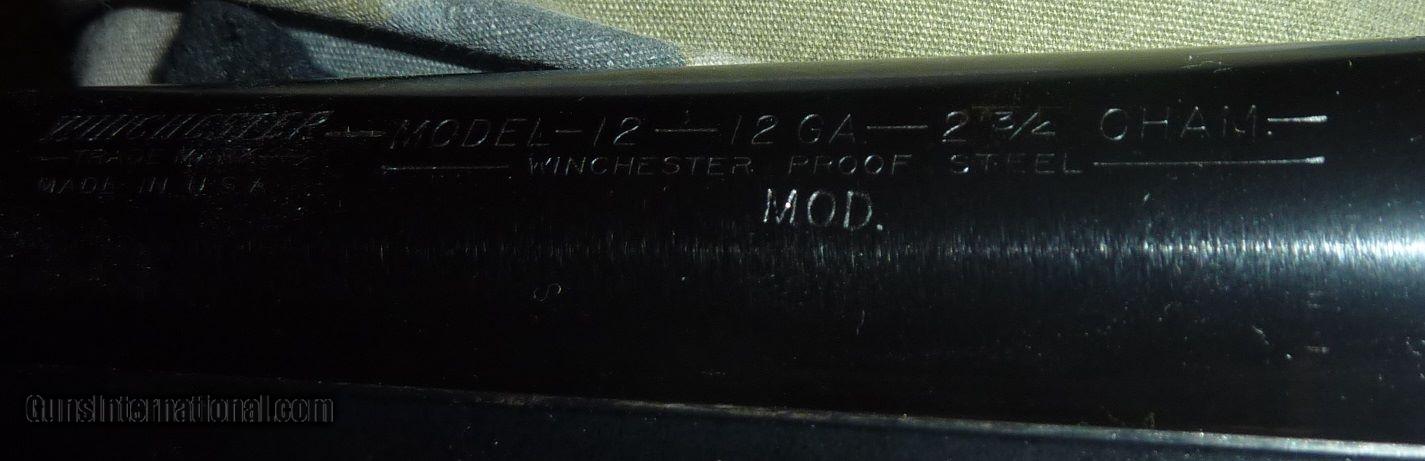 WINCHESTER — MODEL-12 — 12 GA — 2 3/4 CHAM. —
— TRADE MARK —
— WINCHESTER PROOF STEEL —
MADE IN U.S.A.
MOD.
S
GunsInternational.com